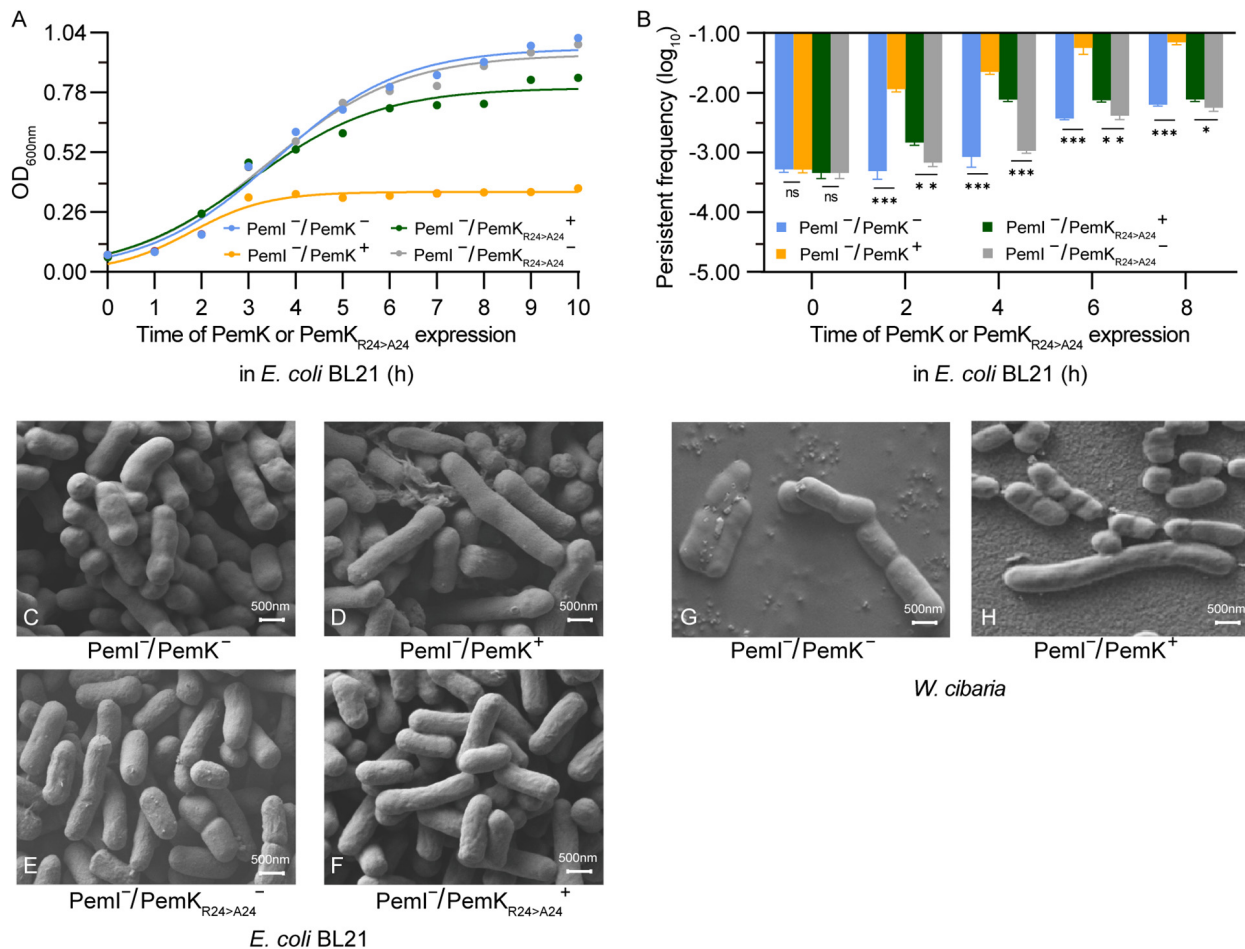 A
1.04
0.78
0.52
0.26
0.00
OD600nm
PemI⁻/PemK⁻
PemI⁻/PemK⁺
PemI⁻/PemKR24>A24⁺
PemI⁻/PemKR24>A24⁻
0 1 2 3 4 5 6 7 8 9 10
Time of PemK or PemKR24>A24 expression
in E. coli BL21 (h)
B
-1.00
-2.00
-3.00
-4.00
-5.00
Persistent frequency (log10)
ns ns *** ** *** *** *** ** *** *
PemI⁻/PemK⁻
PemI⁻/PemK⁺
PemI⁻/PemKR24>A24⁺
PemI⁻/PemKR24>A24⁻
0 2 4 6 8
Time of PemK or PemKR24>A24 expression
in E. coli BL21 (h)
C 500nm
PemI⁻/PemK⁻
D 500nm
PemI⁻/PemK⁺
E 500nm
PemI⁻/PemKR24>A24⁻
F 500nm
PemI⁻/PemKR24>A24⁺
E. coli BL21
G 500nm
PemI⁻/PemK⁻
H 500nm
PemI⁻/PemK⁺
W. cibaria